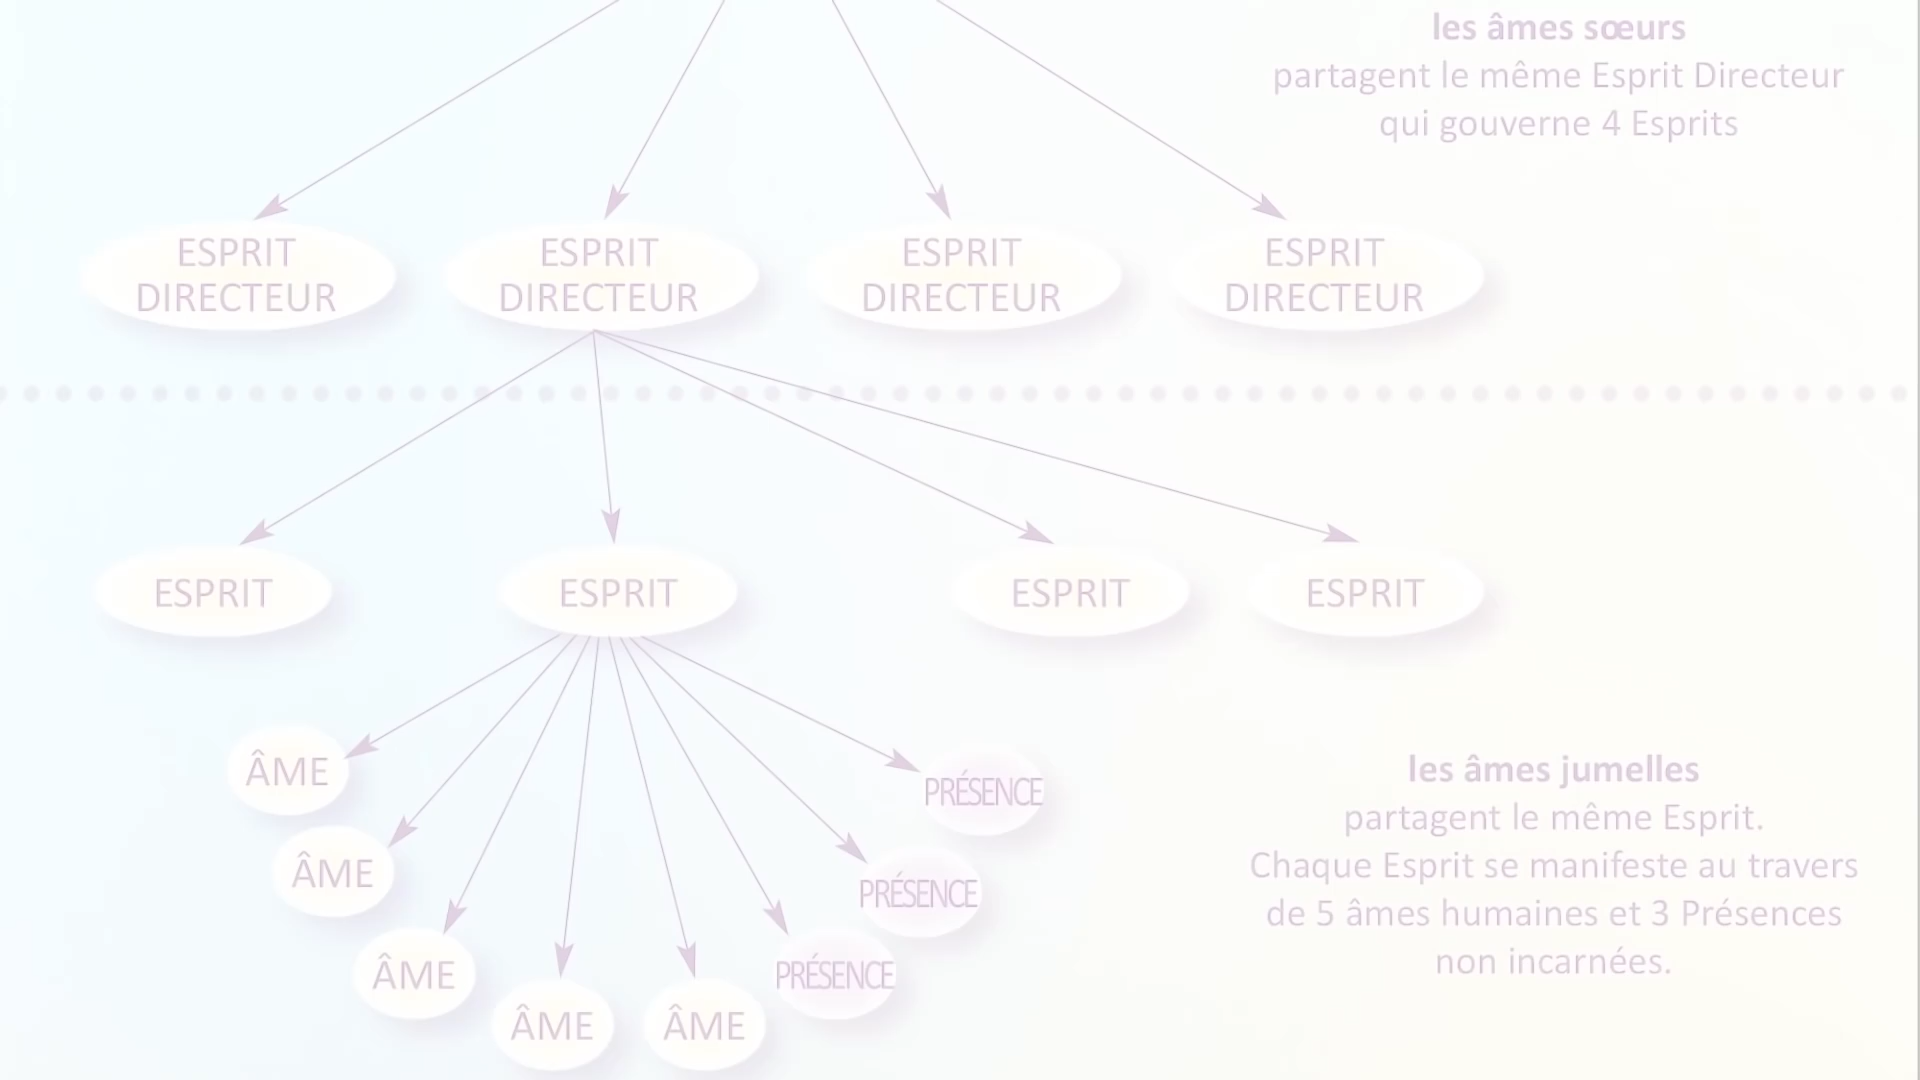 les âmes sœurs
partagent le même Esprit Directeur
qui gouverne 4 Esprits
ESPRIT
DIRECTEUR
ESPRIT
DIRECTEUR
ESPRIT
DIRECTEUR
ESPRIT
DIRECTEUR
ESPRIT
ESPRIT
ESPRIT
ESPRIT
ÂME
ÂME
ÂME
ÂME
ÂME
PRÉSENCE
PRÉSENCE
PRÉSENCE
les âmes jumelles
partagent le même Esprit.
Chaque Esprit se manifeste au travers
de 5 âmes humaines et 3 Présences
non incarnées.